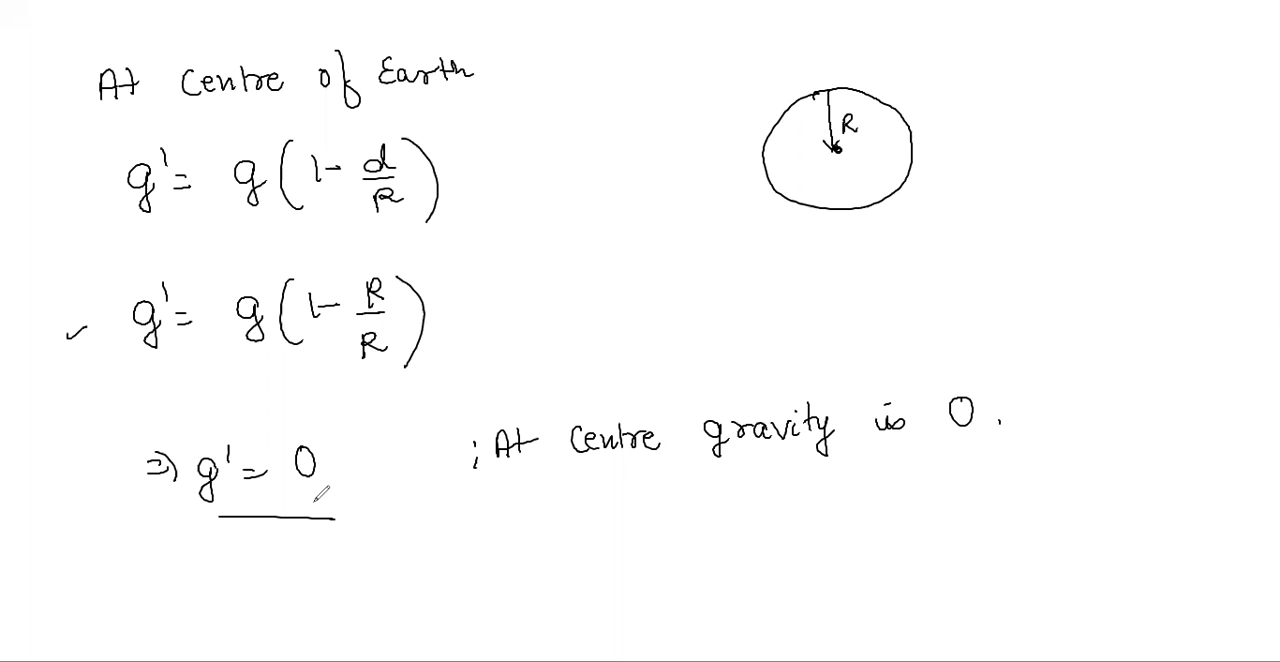 At Centre of Earth
R
g' = g(1 - d/R)
g' = g(1 - R/R)
⇒ g' = 0 ; At Centre gravity is 0.